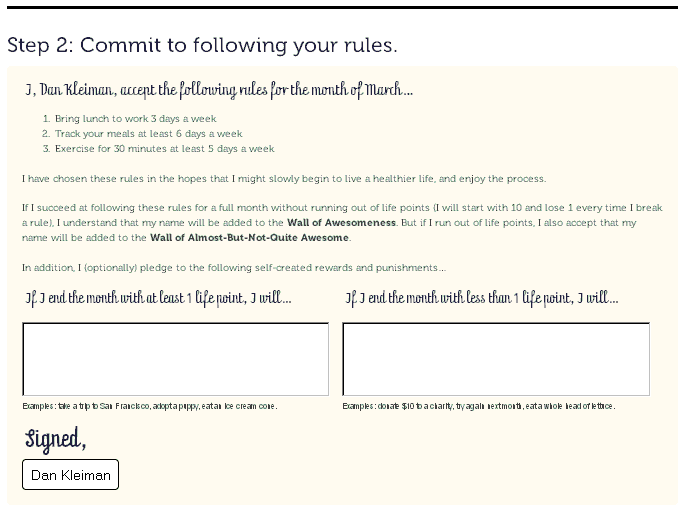 Step 2: Commit to following your rules.
I, Dan Kleiman, accept the following rules for the month of March...
1. Bring lunch to work 3 days a week
2. Track your meals at least 6 days a week
3. Exercise for 30 minutes at least 5 days a week
I have chosen these rules in the hopes that I might slowly begin to live a healthier life, and enjoy the process.
If I succeed at following these rules for a full month without running out of life points (I will start with 10 and lose 1 every time I break
a rule), I understand that my name will be added to the Wall of Awesomeness. But if I run out of life points, I also accept that my
name will be added to the Wall of Almost-But-Not-Quite Awesome.
In addition, I (optionally) pledge to the following self-created rewards and punishments...
If I end the month with at least 1 life point, I will...
If I end the month with less than 1 life point, I will...
Examples: take a trip to San Francisco, adopt a puppy, eat an ice cream cone.
Examples: donate $10 to a charity, try again next month, eat a whole head of lettuce.
Signed,
Dan Kleiman